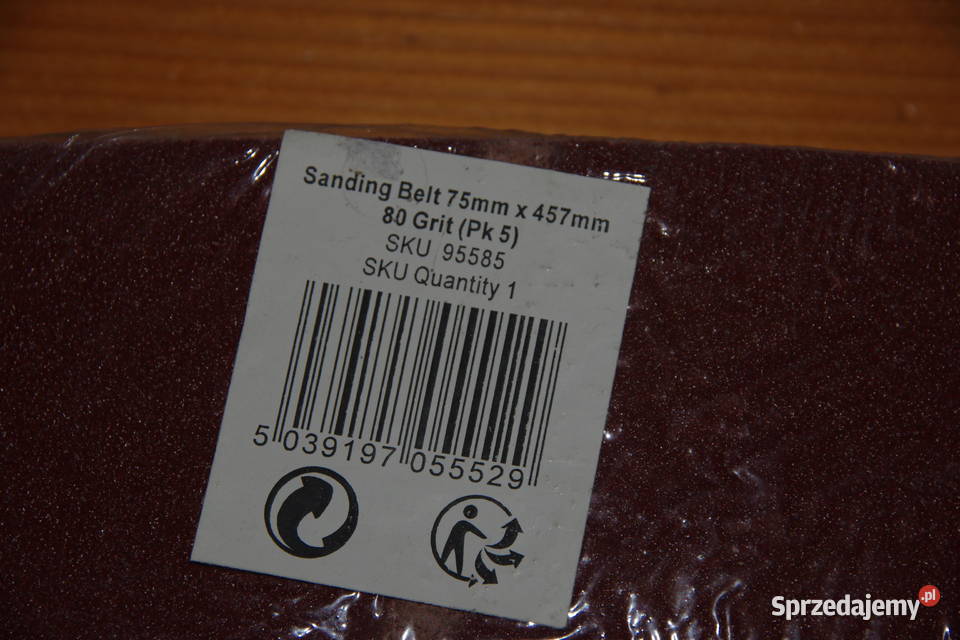 Sanding Belt 75mm x 457mm
80 Grit (Pk 5)
SKU 95585
SKU Quantity 1
5 039197 055529
Sprzedajemy.pl